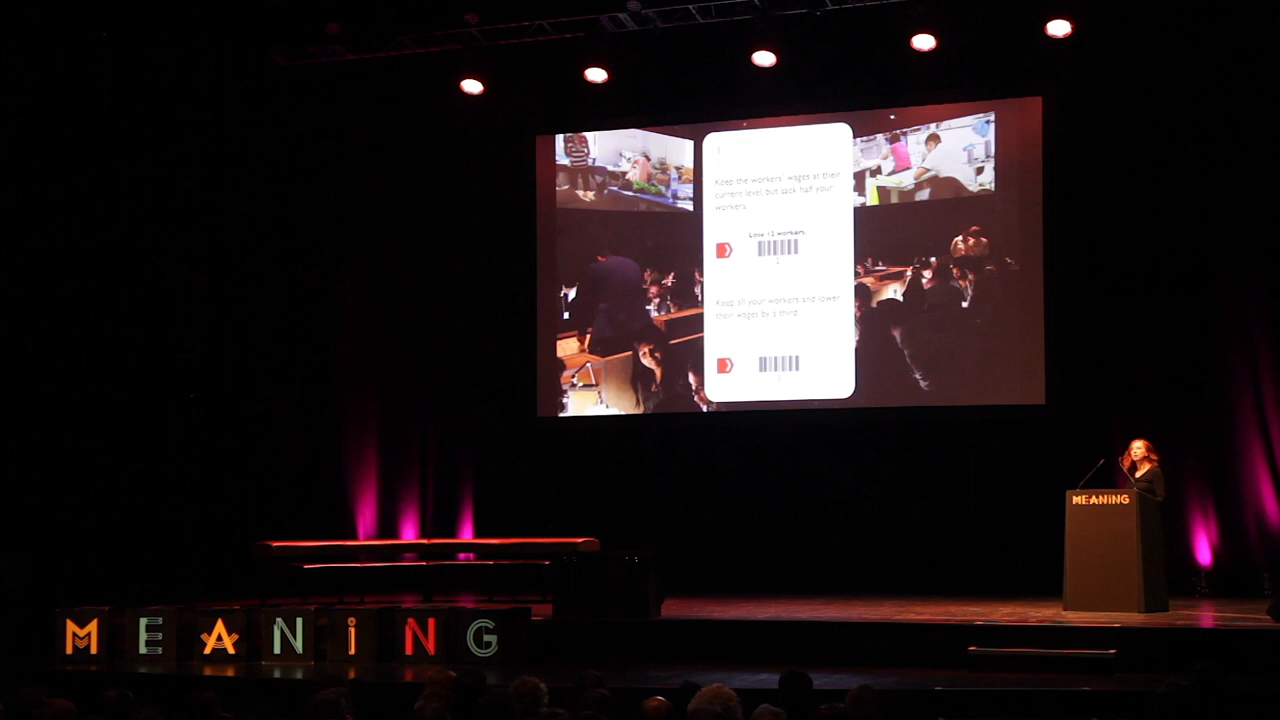 Keep the workers' wages at their
current level, but sack half your
workers.
Lose 12 workers.
Keep all your workers and lower
their wages by a third
MEANiNG
MEANiNG